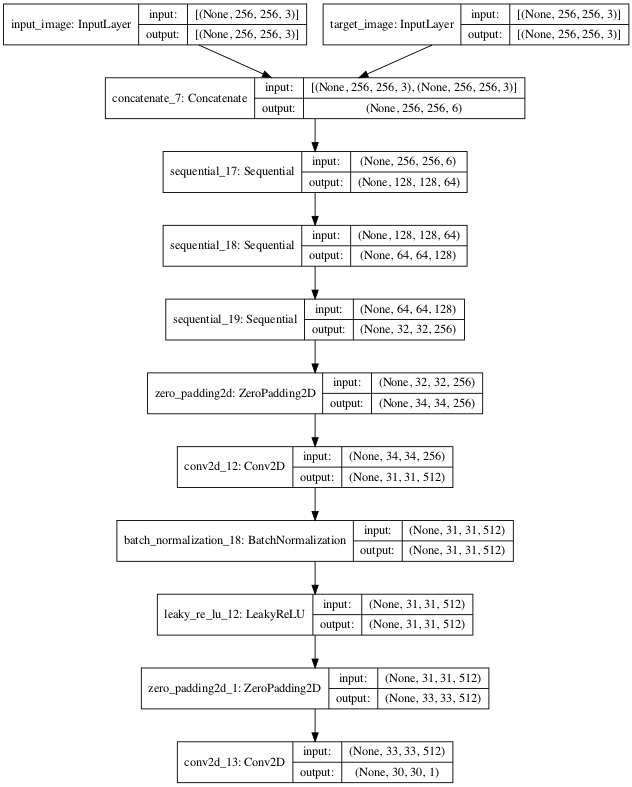 input_image: InputLayer
input:
[(None, 256, 256, 3)]
output:
[(None, 256, 256, 3)]
target_image: InputLayer
input:
[(None, 256, 256, 3)]
output:
[(None, 256, 256, 3)]
concatenate_7: Concatenate
input:
[(None, 256, 256, 3), (None, 256, 256, 3)]
output:
(None, 256, 256, 6)
sequential_17: Sequential
input:
(None, 256, 256, 6)
output:
(None, 128, 128, 64)
sequential_18: Sequential
input:
(None, 128, 128, 64)
output:
(None, 64, 64, 128)
sequential_19: Sequential
input:
(None, 64, 64, 128)
output:
(None, 32, 32, 256)
zero_padding2d: ZeroPadding2D
input:
(None, 32, 32, 256)
output:
(None, 34, 34, 256)
conv2d_12: Conv2D
input:
(None, 34, 34, 256)
output:
(None, 31, 31, 512)
batch_normalization_18: BatchNormalization
input:
(None, 31, 31, 512)
output:
(None, 31, 31, 512)
leaky_re_lu_12: LeakyReLU
input:
(None, 31, 31, 512)
output:
(None, 31, 31, 512)
zero_padding2d_1: ZeroPadding2D
input:
(None, 31, 31, 512)
output:
(None, 33, 33, 512)
conv2d_13: Conv2D
input:
(None, 33, 33, 512)
output:
(None, 30, 30, 1)